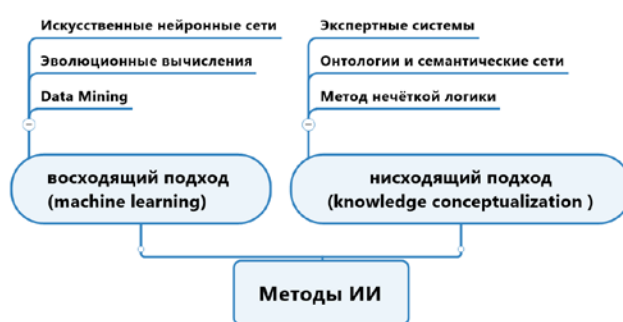 Искусственные нейронные сети
Эволюционные вычисления
Data Mining
восходящий подход
(machine learning)
Экспертные системы
Онтологии и семантические сети
Метод нечёткой логики
нисходящий подход
(knowledge conceptualization )
Методы ИИ